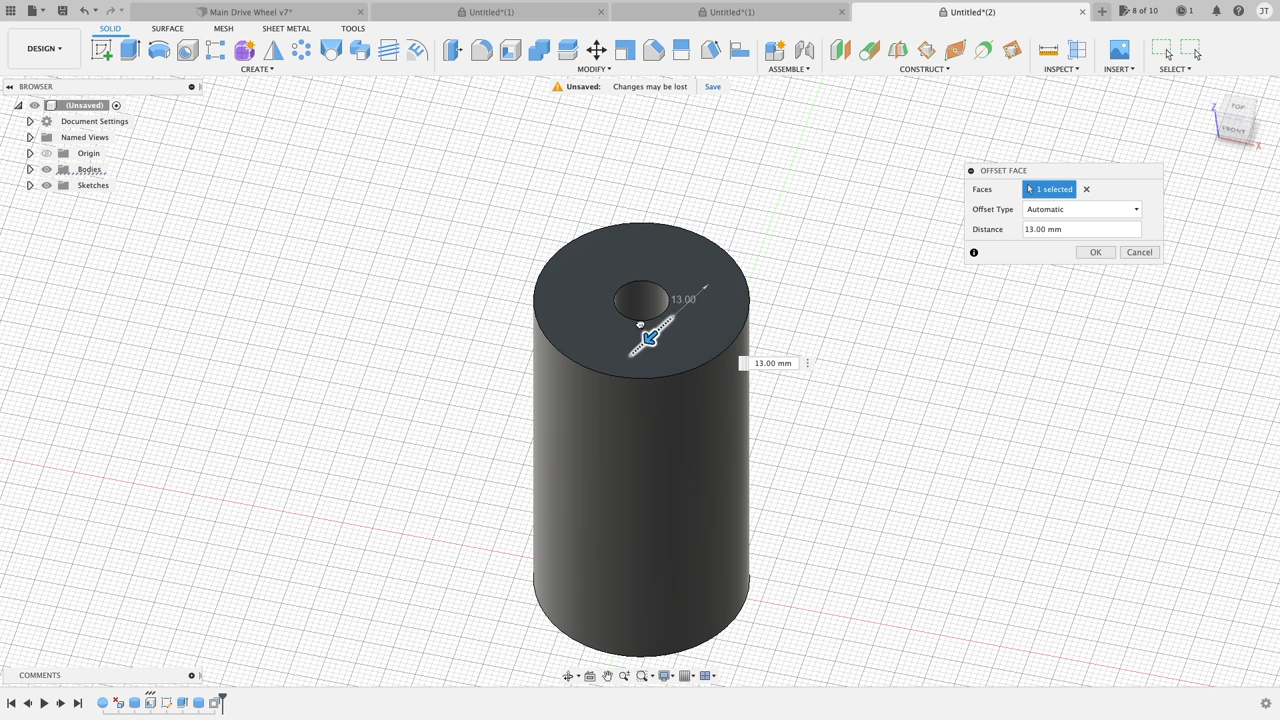 Main Drive Wheel v7*
Untitled*(1)
Untitled*(1)
Untitled*(2)
8 of 10
1
JT
DESIGN
SOLID
SURFACE
MESH
SHEET METAL
TOOLS
CREATE
MODIFY
ASSEMBLE
CONSTRUCT
INSPECT
INSERT
SELECT
BROWSER
Unsaved: Changes may be lost Save
(Unsaved)
Document Settings
Named Views
Origin
Bodies
Sketches
TOP
FRONT
Z
X
OFFSET FACE
Faces 1 selected
Offset Type Automatic
Distance 13.00 mm
OK Cancel
13.00
13.00 mm
COMMENTS